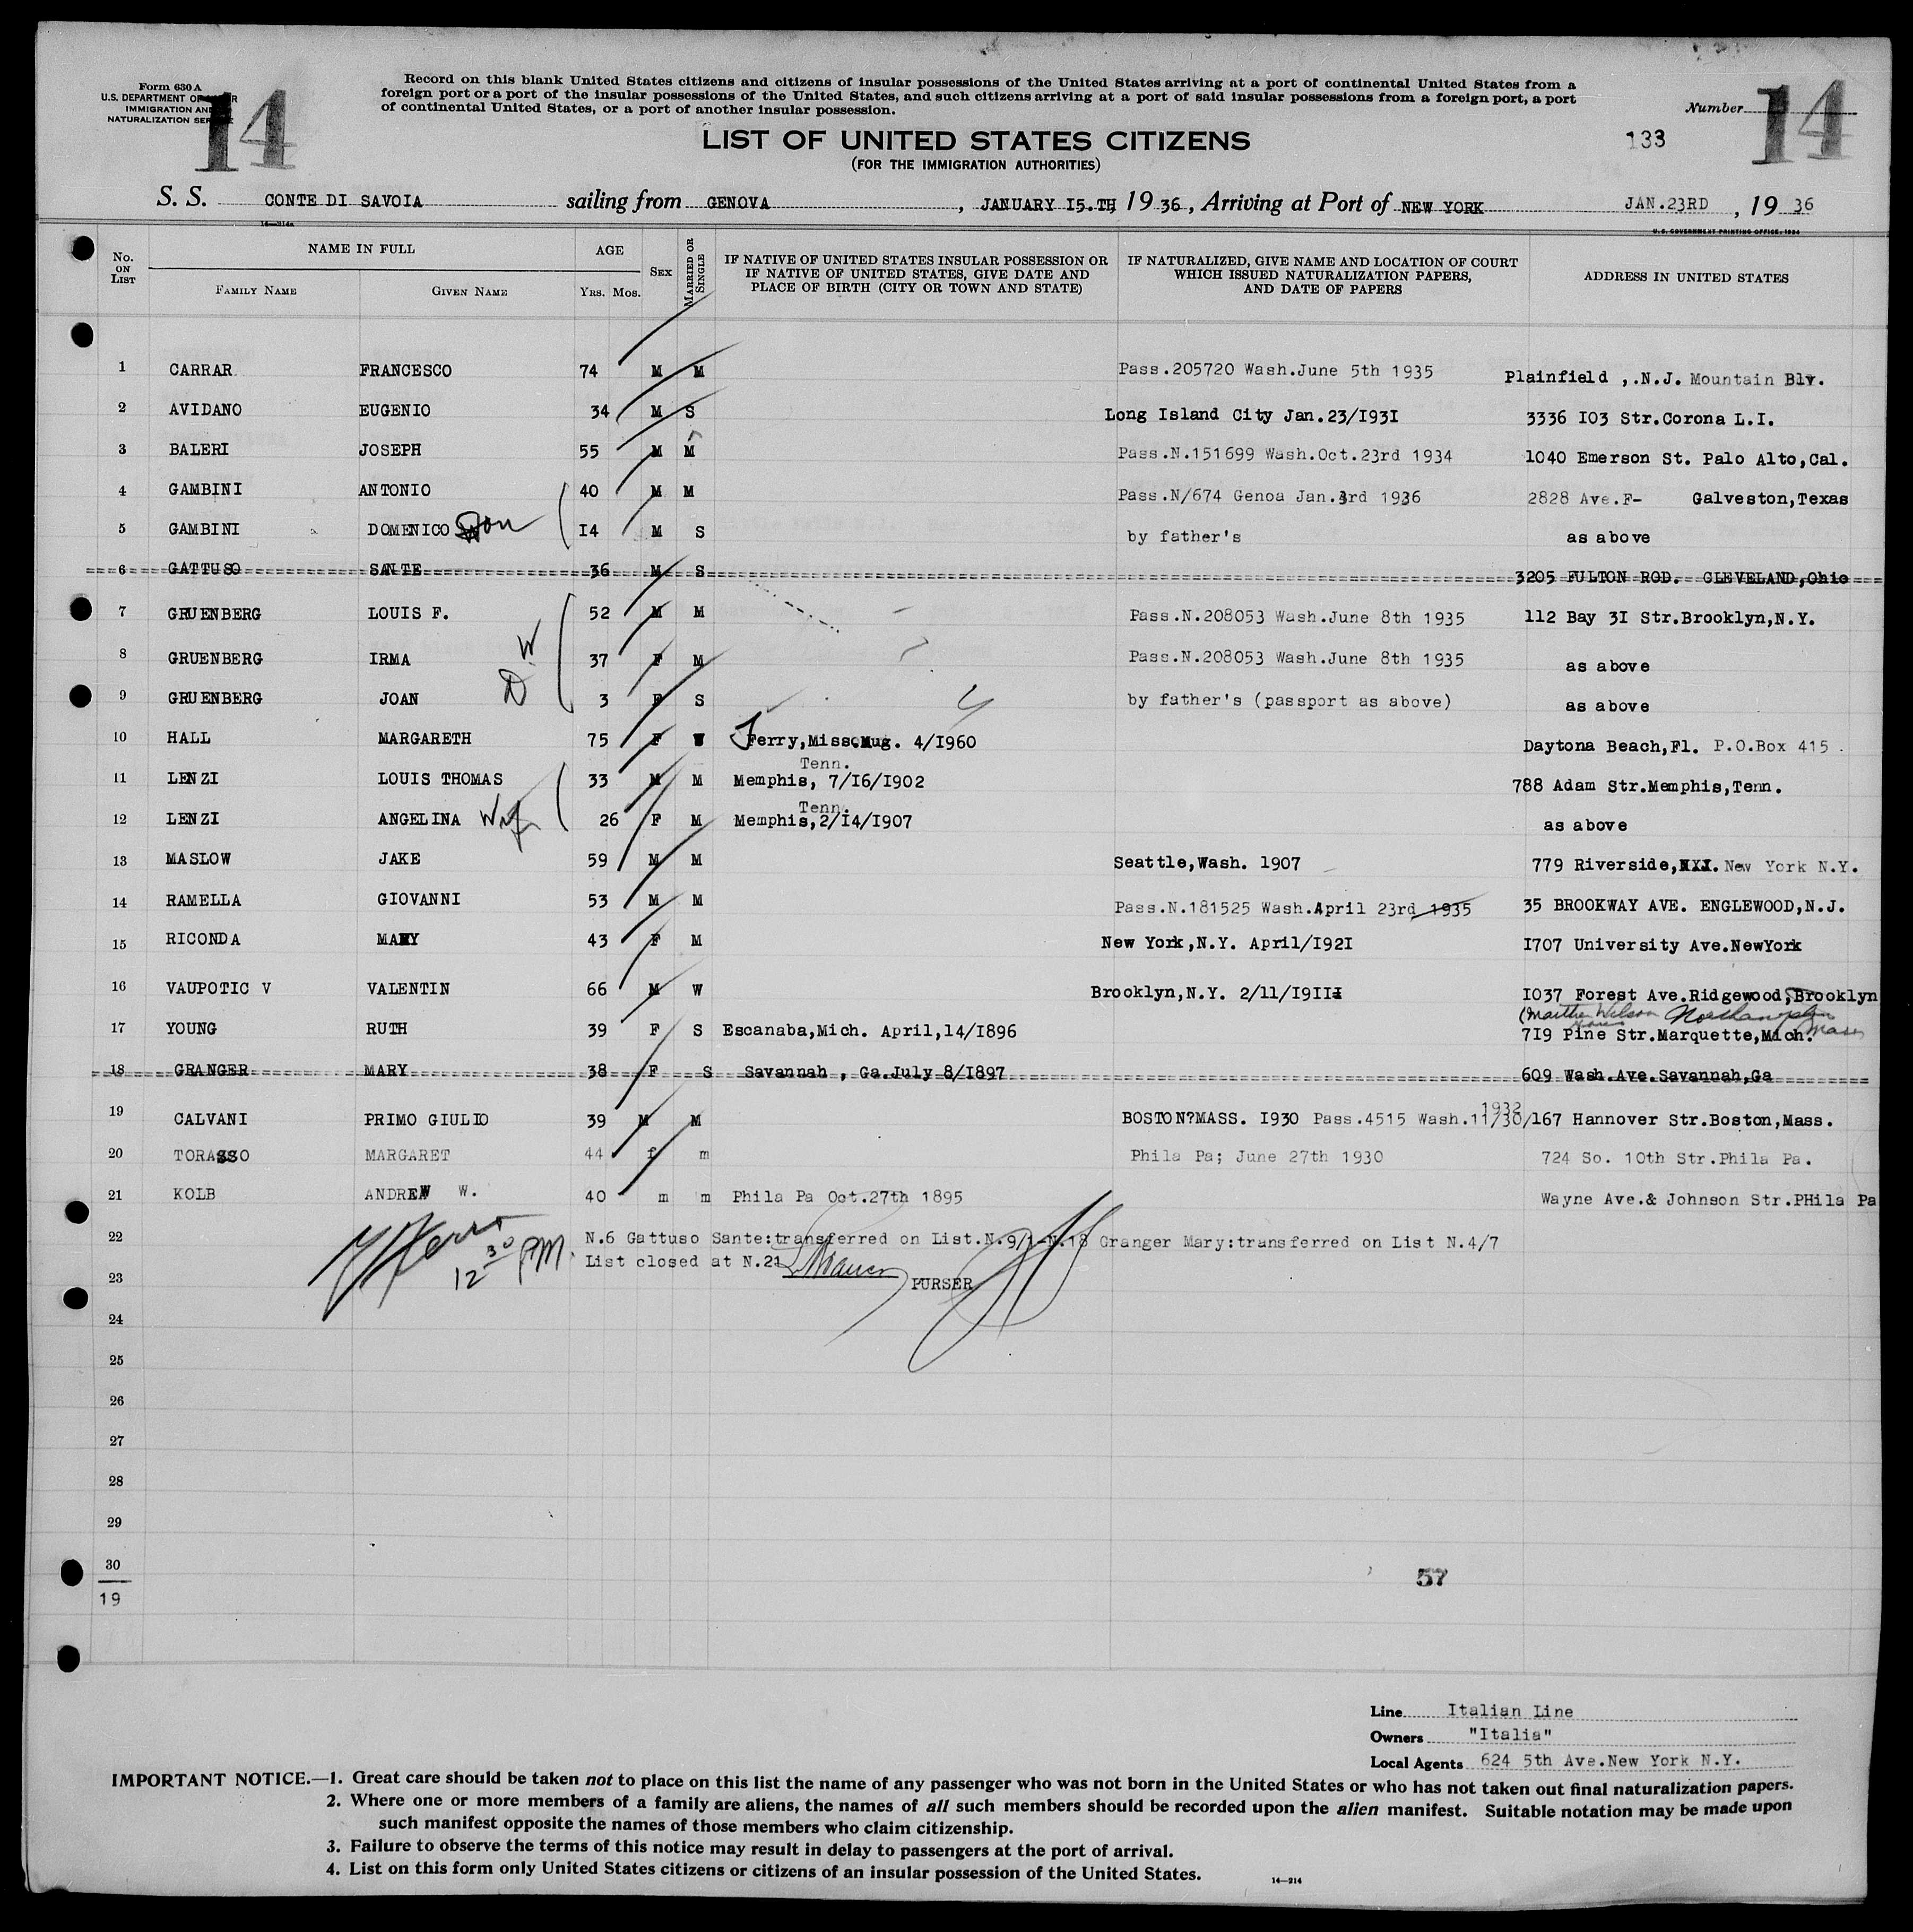 Form 630 A
U.S. DEPARTMENT OF LABOR
IMMIGRATION AND
NATURALIZATION SERVICE
14
Record on this blank United States citizens and citizens of insular possessions of the United States arriving at a port of continental United States from a
foreign port or a port of the insular possessions of the United States, and such citizens arriving at a port of said insular possessions from a foreign port, a port
of continental United States, or a port of another insular possession.
Number 14
LIST OF UNITED STATES CITIZENS
133
(FOR THE IMMIGRATION AUTHORITIES)
S. S. CONTE DI SAVOIA sailing from GENOVA, JANUARY I5.TH 19 36, Arriving at Port of NEW YORK JAN.23RD, 19 36
14—214a
U.S. GOVERNMENT PRINTING OFFICE: 1934
No. ON LIST NAME IN FULL AGE SEX MARRIED OR SINGLE IF NATIVE OF UNITED STATES INSULAR POSSESSION OR IF NATIVE OF UNITED STATES, GIVE DATE AND PLACE OF BIRTH (CITY OR TOWN AND STATE) IF NATURALIZED, GIVE NAME AND LOCATION OF COURT WHICH ISSUED NATURALIZATION PAPERS, AND DATE OF PAPERS ADDRESS IN UNITED STATES
FAMILY NAME GIVEN NAME YRS. MOS.
1 CARRAR FRANCESCO 74 M M Pass.205720 Wash.June 5th 1935 Plainfield ,.N.J. Mountain Blv.
2 AVIDANO EUGENIO 34 M S Long Island City Jan.23/I93I 3336 I03 Str.Corona L.I.
3 BALERI JOSEPH 55 M M Pass.N.151699 Wash.Oct.23rd 1934 1040 Emerson St. Palo Alto,Cal.
4 GAMBINI ANTONIO 40 M M Pass.N/674 Genoa Jan.3rd 1936 2828 Ave.F- Galveston,Texas
5 GAMBINI DOMENICO Son I4 M S by father's as above
6 GATTUSO SANTE 36 M S 3205 FULTON ROD. CLEVELAND,Ohio
7 GRUENBERG LOUIS F. 52 M M Pass.N.208053 Wash.June 8th 1935 112 Bay 3I Str.Brooklyn,N.Y.
8 GRUENBERG IRMA W 37 F M Pass.N.208053 Wash.June 8th 1935 as above
9 GRUENBERG JOAN D 3 F S by father's (passport as above) as above
10 HALL MARGARETH 75 F W Ferry,Miss. Aug. 4/I960 Daytona Beach,Fl. P.O.Box 415 .
11 LENZI LOUIS THOMAS 33 M M Memphis, Tenn. 7/I6/I902 788 Adam Str.Memphis,Tenn.
12 LENZI ANGELINA Wif 26 F M Memphis, Tenn. 2/I4/I907 as above
13 MASLOW JAKE 59 M M Seattle,Wash. 1907 779 Riverside, New York N.Y.
14 RAMELLA GIOVANNI 53 M M Pass.N.181525 Wash.April 23rd 1935 35 BROOKWAY AVE. ENGLEWOOD,N.J.
15 RICONDA MARY 43 F M New York,N.Y. April/I92I I707 University Ave.NewYork
16 VAUPOTIC V VALENTIN 66 M W Brooklyn,N.Y. 2/11/I9II I037 Forest Ave.Ridgewood,Brooklyn
(Martha Wilson House Northampton Mass
17 YOUNG RUTH 39 F S Escanaba,Mich. April,14/I896 7I9 Pine Str.Marquette,Mich.
18 GRANGER MARY 38 F S Savannah , Ga.July 8/I897 609 Wash.Ave.Savannah,Ga
19 CALVANI PRIMO GIULIO 39 M M BOSTON?MASS. I930 Pass.4515 Wash.11/30/1932 167 Hannover Str.Boston,Mass.
20 TORASSO MARGARET 44 f m Phila Pa; June 27th 1930 724 So. 10th Str.Phila Pa.
21 KOLB ANDREW W. 40 m m Phila Pa Oct.27th 1895 Wayne Ave.& Johnson Str.PHila Pa
22 N.6 Gattuso Sante:transferred on List.N.9/1-N.18 Granger Mary:transferred on List N.4/7
List closed at N.21
12 30 PM.
23 PURSER
24
25
26
27
28
29
30
19
57
Line Italian Line
Owners "Italia"
Local Agents 624 5th Ave.New York N.Y.
IMPORTANT NOTICE.—1. Great care should be taken not to place on this list the name of any passenger who was not born in the United States or who has not taken out final naturalization papers.
2. Where one or more members of a family are aliens, the names of all such members should be recorded upon the alien manifest. Suitable notation may be made upon
such manifest opposite the names of those members who claim citizenship.
3. Failure to observe the terms of this notice may result in delay to passengers at the port of arrival.
4. List on this form only United States citizens or citizens of an insular possession of the United States.
14—214